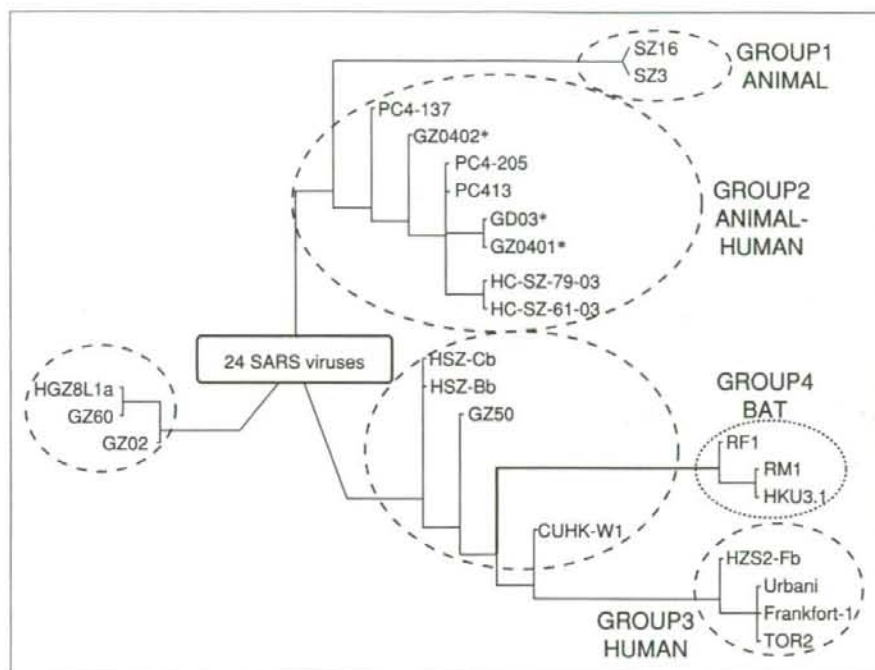 SZ16
SZ3
GROUP1
ANIMAL
PC4-137
GZ0402*
PC4-205
PC413
GD03*
GZ0401*
HC-SZ-79-03
HC-SZ-61-03
GROUP2
ANIMAL-
HUMAN
24 SARS viruses
HGZ8L1a
GZ60
GZ02
HSZ-Cb
HSZ-Bb
GZ50
CUHK-W1
GROUP4
BAT
RF1
RM1
HKU3.1
HZS2-Fb
Urbani
Frankfort-1
TOR2
GROUP3
HUMAN